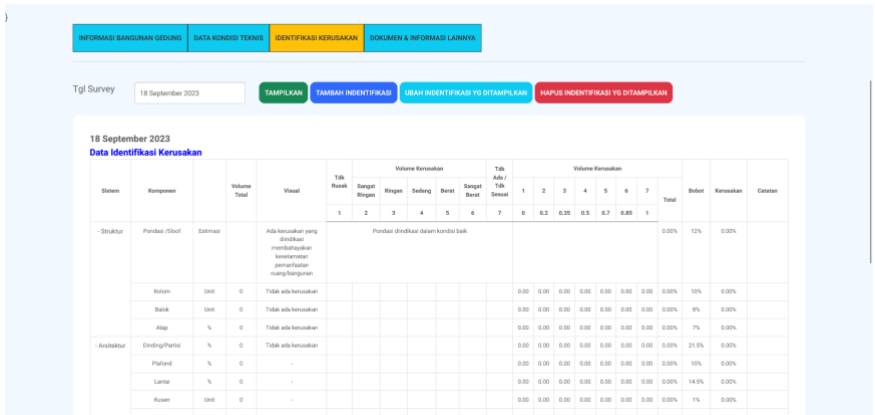 }
INFORMASI BANGUNAN GEDUNG DATA KONDISI TEKNIS IDENTIFIKASI KERUSAKAN DOKUMEN & INFORMASI LAINNYA
Tgl Survey 18 September 2023 TAMPILKAN TAMBAH INDENTIFIKASI UBAH INDENTIFIKASI YG DITAMPILKAN HAPUS INDENTIFIKASI YG DITAMPILKAN
18 September 2023
Data Identifikasi Kerusakan
Sistem Komponen Volume Total Visual Tdk Rusak Volume Kerusakan Tdk Ada / Tdk Sesuai Volume Kerusakan Bobot Kerusakan Catatan
Sangat Ringan Ringan Sedang Berat Sangat Berat 1 2 3 4 5 6 7 Total
1 2 3 4 5 6 7 0 0.2 0.35 0.5 0.7 0.85 1
- Struktur Pondasi /Sloof Estimasi Ada kerusakan yang Pondasi diindikasi dalam kondisi baik 0.00% 12% 0.00%
diindikasi
membahayakan
keselamatan
pemanfaatan
ruang/bangunan
Kolom Unit 0 Tidak ada kerusakan 0.00 0.00 0.00 0.00 0.00 0.00 0.00 0.00% 10% 0.00%
Balok Unit 0 Tidak ada kerusakan 0.00 0.00 0.00 0.00 0.00 0.00 0.00 0.00% 8% 0.00%
Atap % 0 Tidak ada kerusakan 0.00 0.00 0.00 0.00 0.00 0.00 0.00 0.00% 7% 0.00%
- Arsitektur Dinding/Partisi % 0 Tidak ada kerusakan 0.00 0.00 0.00 0.00 0.00 0.00 0.00 0.00% 21.5% 0.00%
Plafond % 0 - 0.00 0.00 0.00 0.00 0.00 0.00 0.00 0.00% 10% 0.00%
Lantai % 0 - 0.00 0.00 0.00 0.00 0.00 0.00 0.00 0.00% 14.5% 0.00%
Kusen Unit 0 - 0.00 0.00 0.00 0.00 0.00 0.00 0.00 0.00% 1% 0.00%